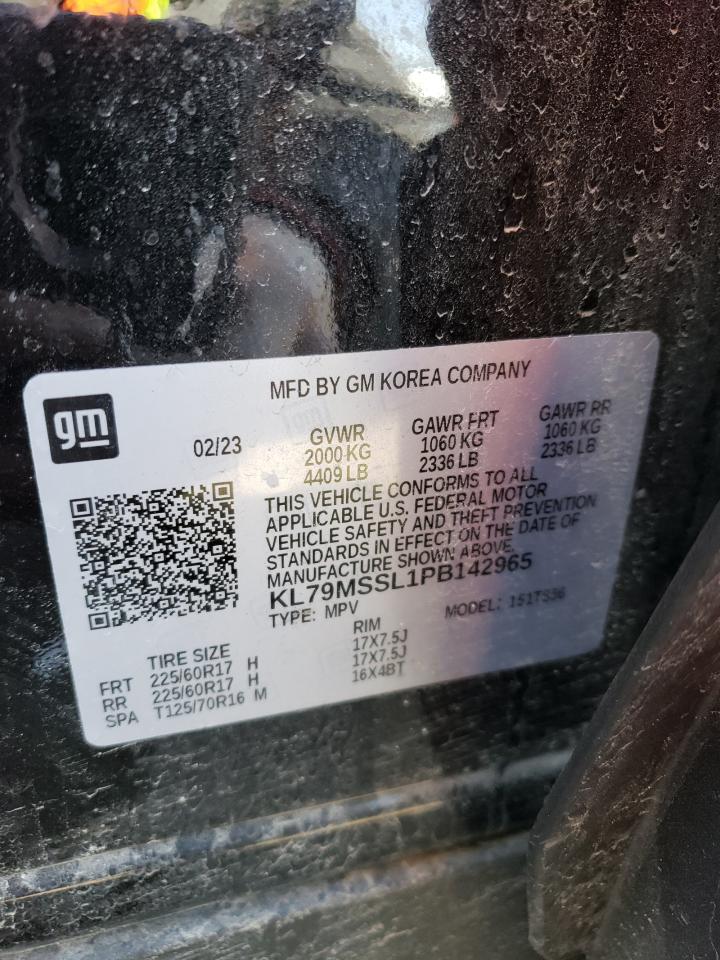 MFD BY GM KOREA COMPANY
gm
02/23
GVWR
2000 KG
4409 LB
GAWR FRT
1060 KG
2336 LB
GAWR RR
1060 KG
2336 LB
THIS VEHICLE CONFORMS TO ALL
APPLICABLE U.S. FEDERAL MOTOR
VEHICLE SAFETY AND THEFT PREVENTION
STANDARDS IN EFFECT ON THE DATE OF
MANUFACTURE SHOWN ABOVE.
KL79MSSL1PB142965
TYPE: MPV MODEL: 1S1TS36
TIRE SIZE RIM
FRT 225/60R17 H 17X7.5J
RR 225/60R17 H 17X7.5J
SPA T125/70R16 M 16X4BT